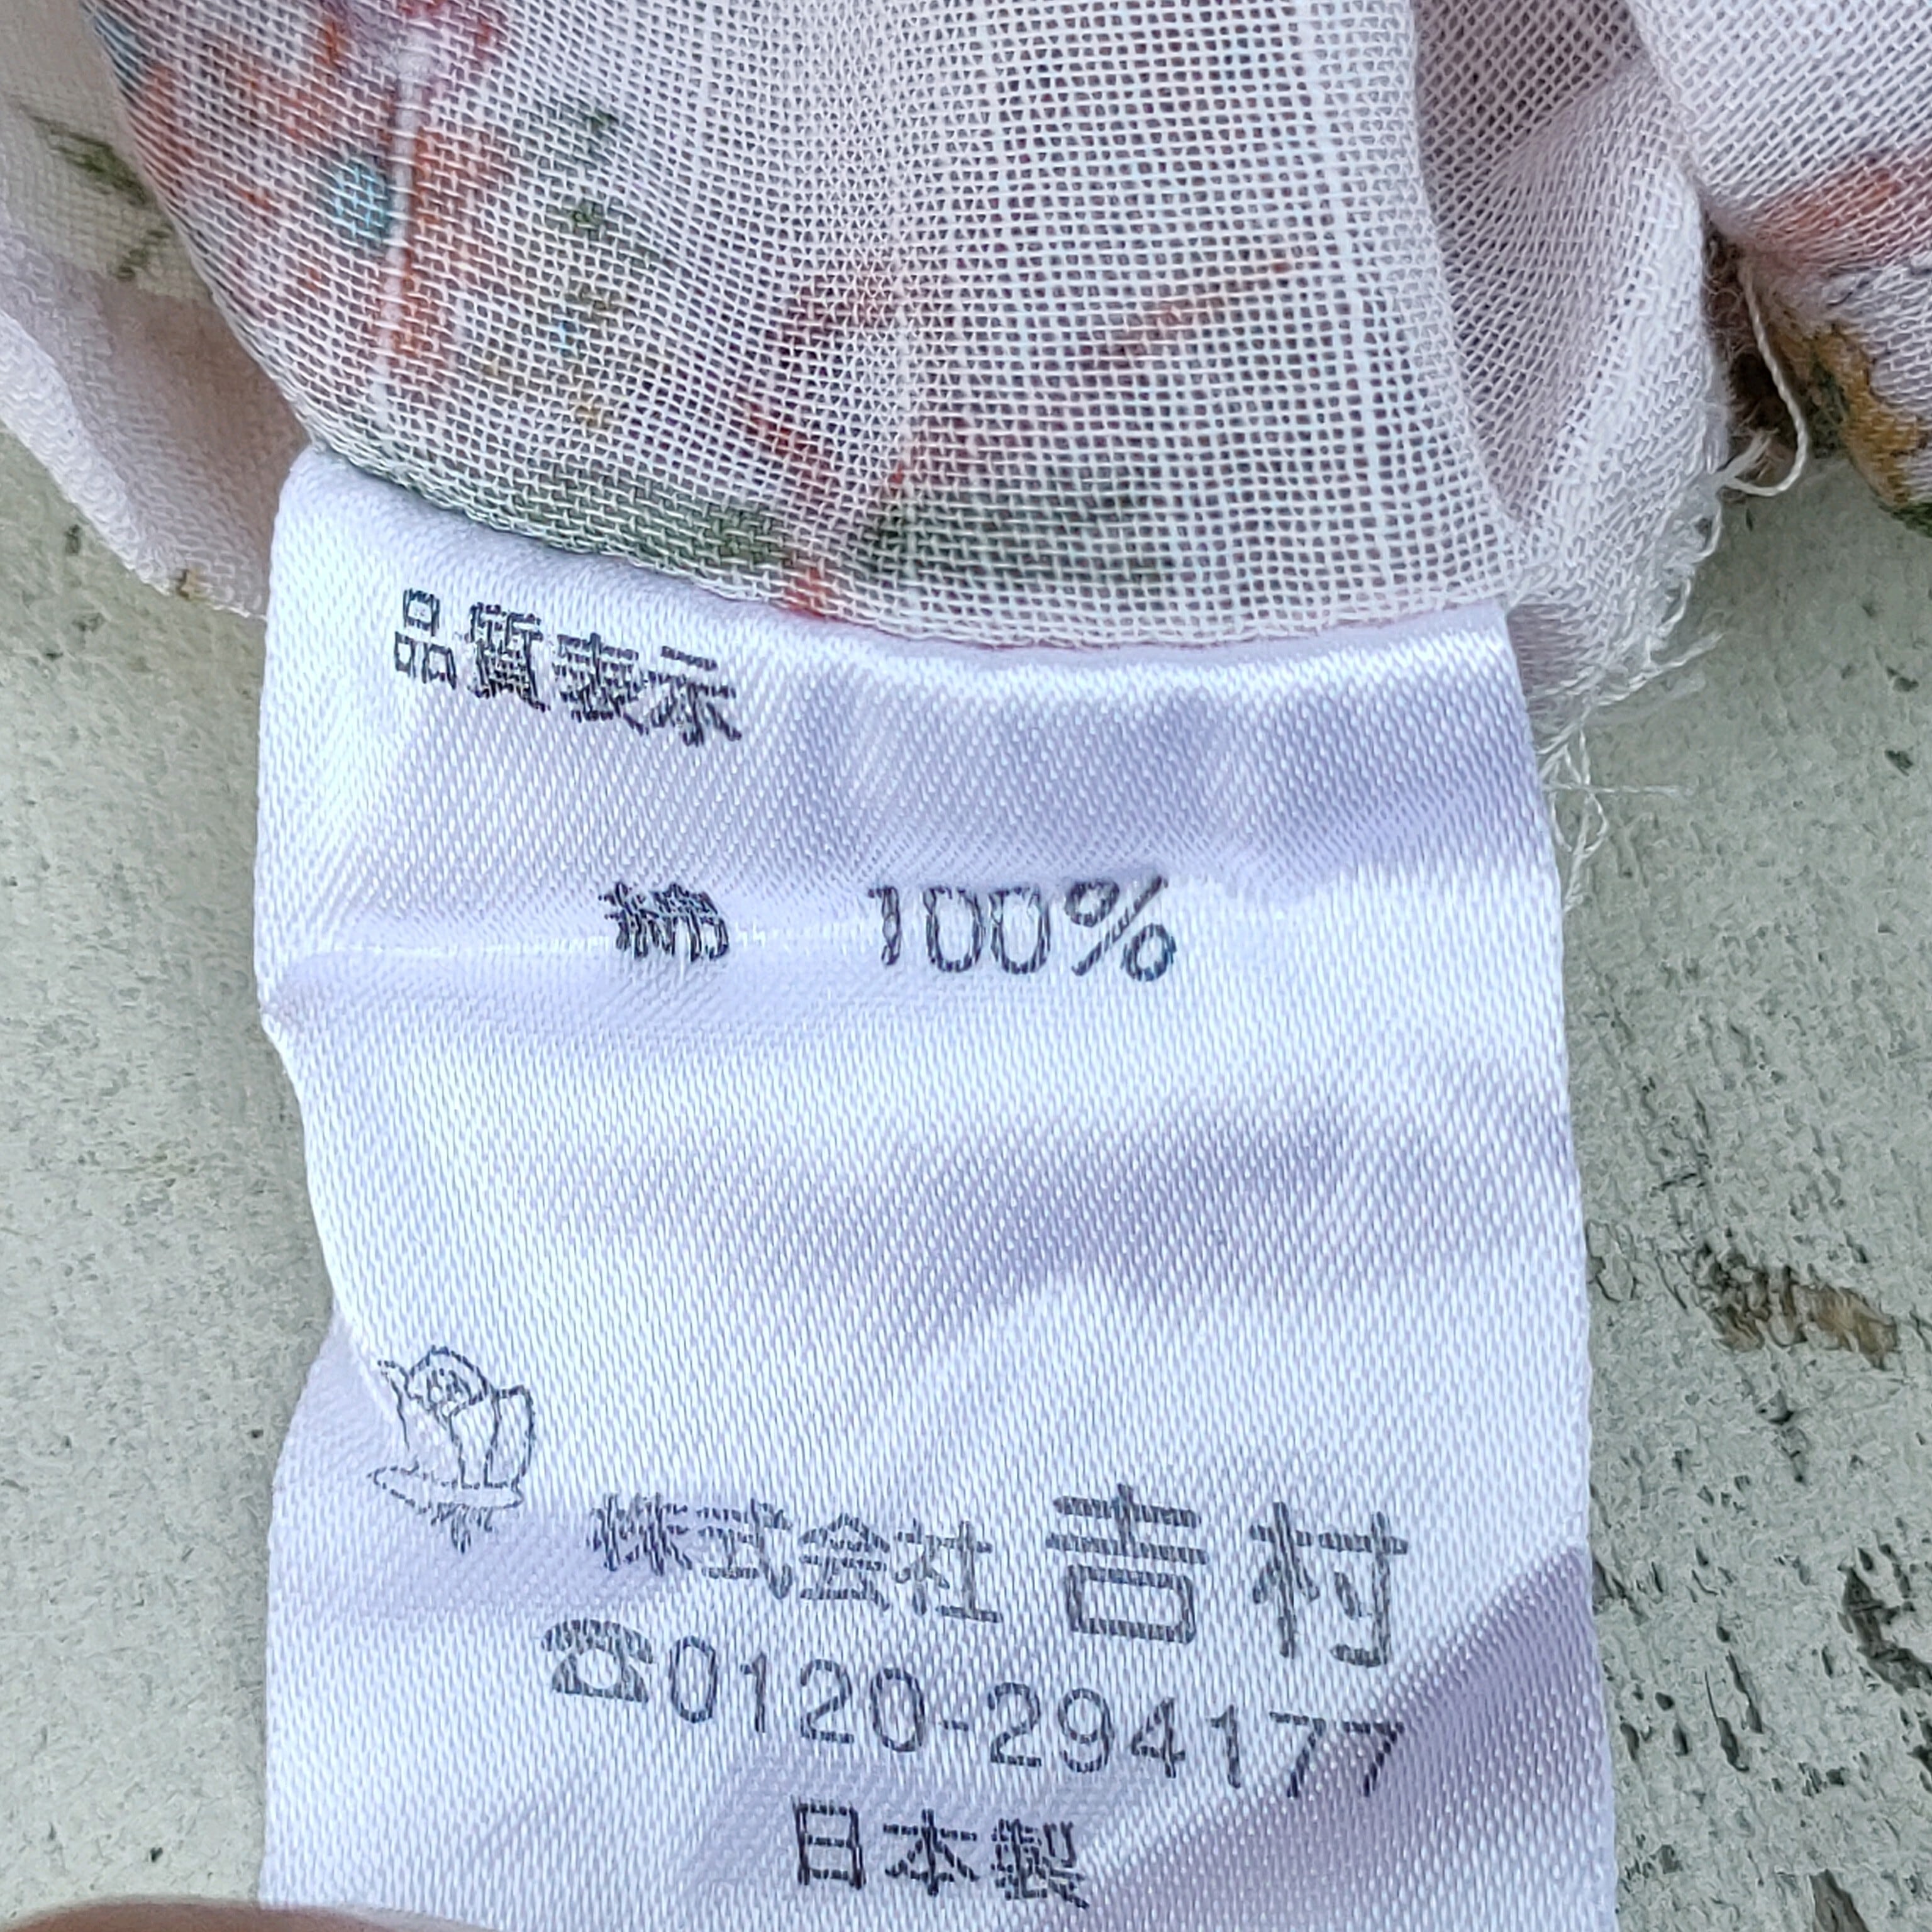 品質表示
綿 100%
株式会社 吉村
☎0120-294177
日本製